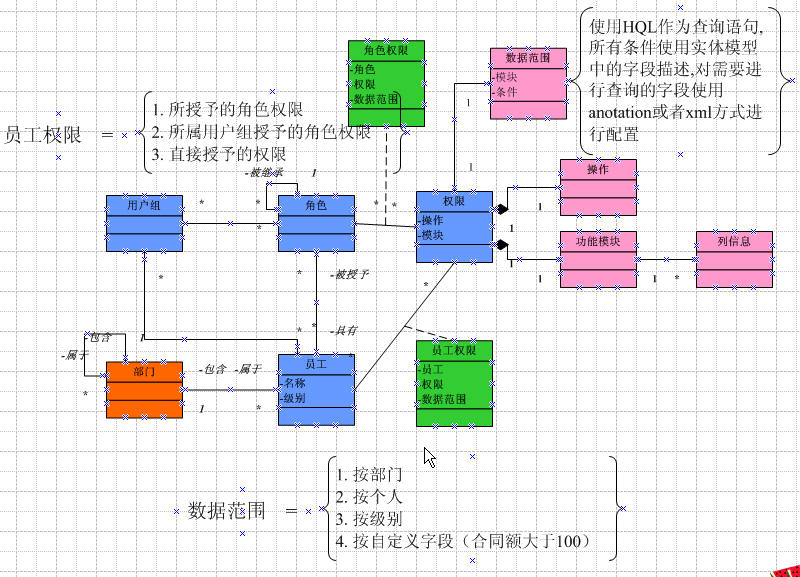 角色权限
-角色
权限
-数据范围
数据范围
-模块
-条件
使用HQL作为查询语句,
所有条件使用实体模型
中的字段描述,对需要进
行查询的字段使用
anotation或者xml方式进
行配置
员工权限 =
1. 所授予的角色权限
2. 所属用户组授予的角色权限
3. 直接授予的权限
1
1
-被继承 1
操作
用户组
*
*
*
角色
*
*
权限
-操作
-模块
1
1
功能模块
列信息
1
1
1
*
*
*
-被授予
*
*
*
-具有
-包含
1
-属于
*
部门
-包含 -属于
1
*
员工
*
-名称
-级别
员工权限
-员工
权限
-数据范围
数据范围 =
1. 按部门
2. 按个人
3. 按级别
4. 按自定义字段（合同额大于100）